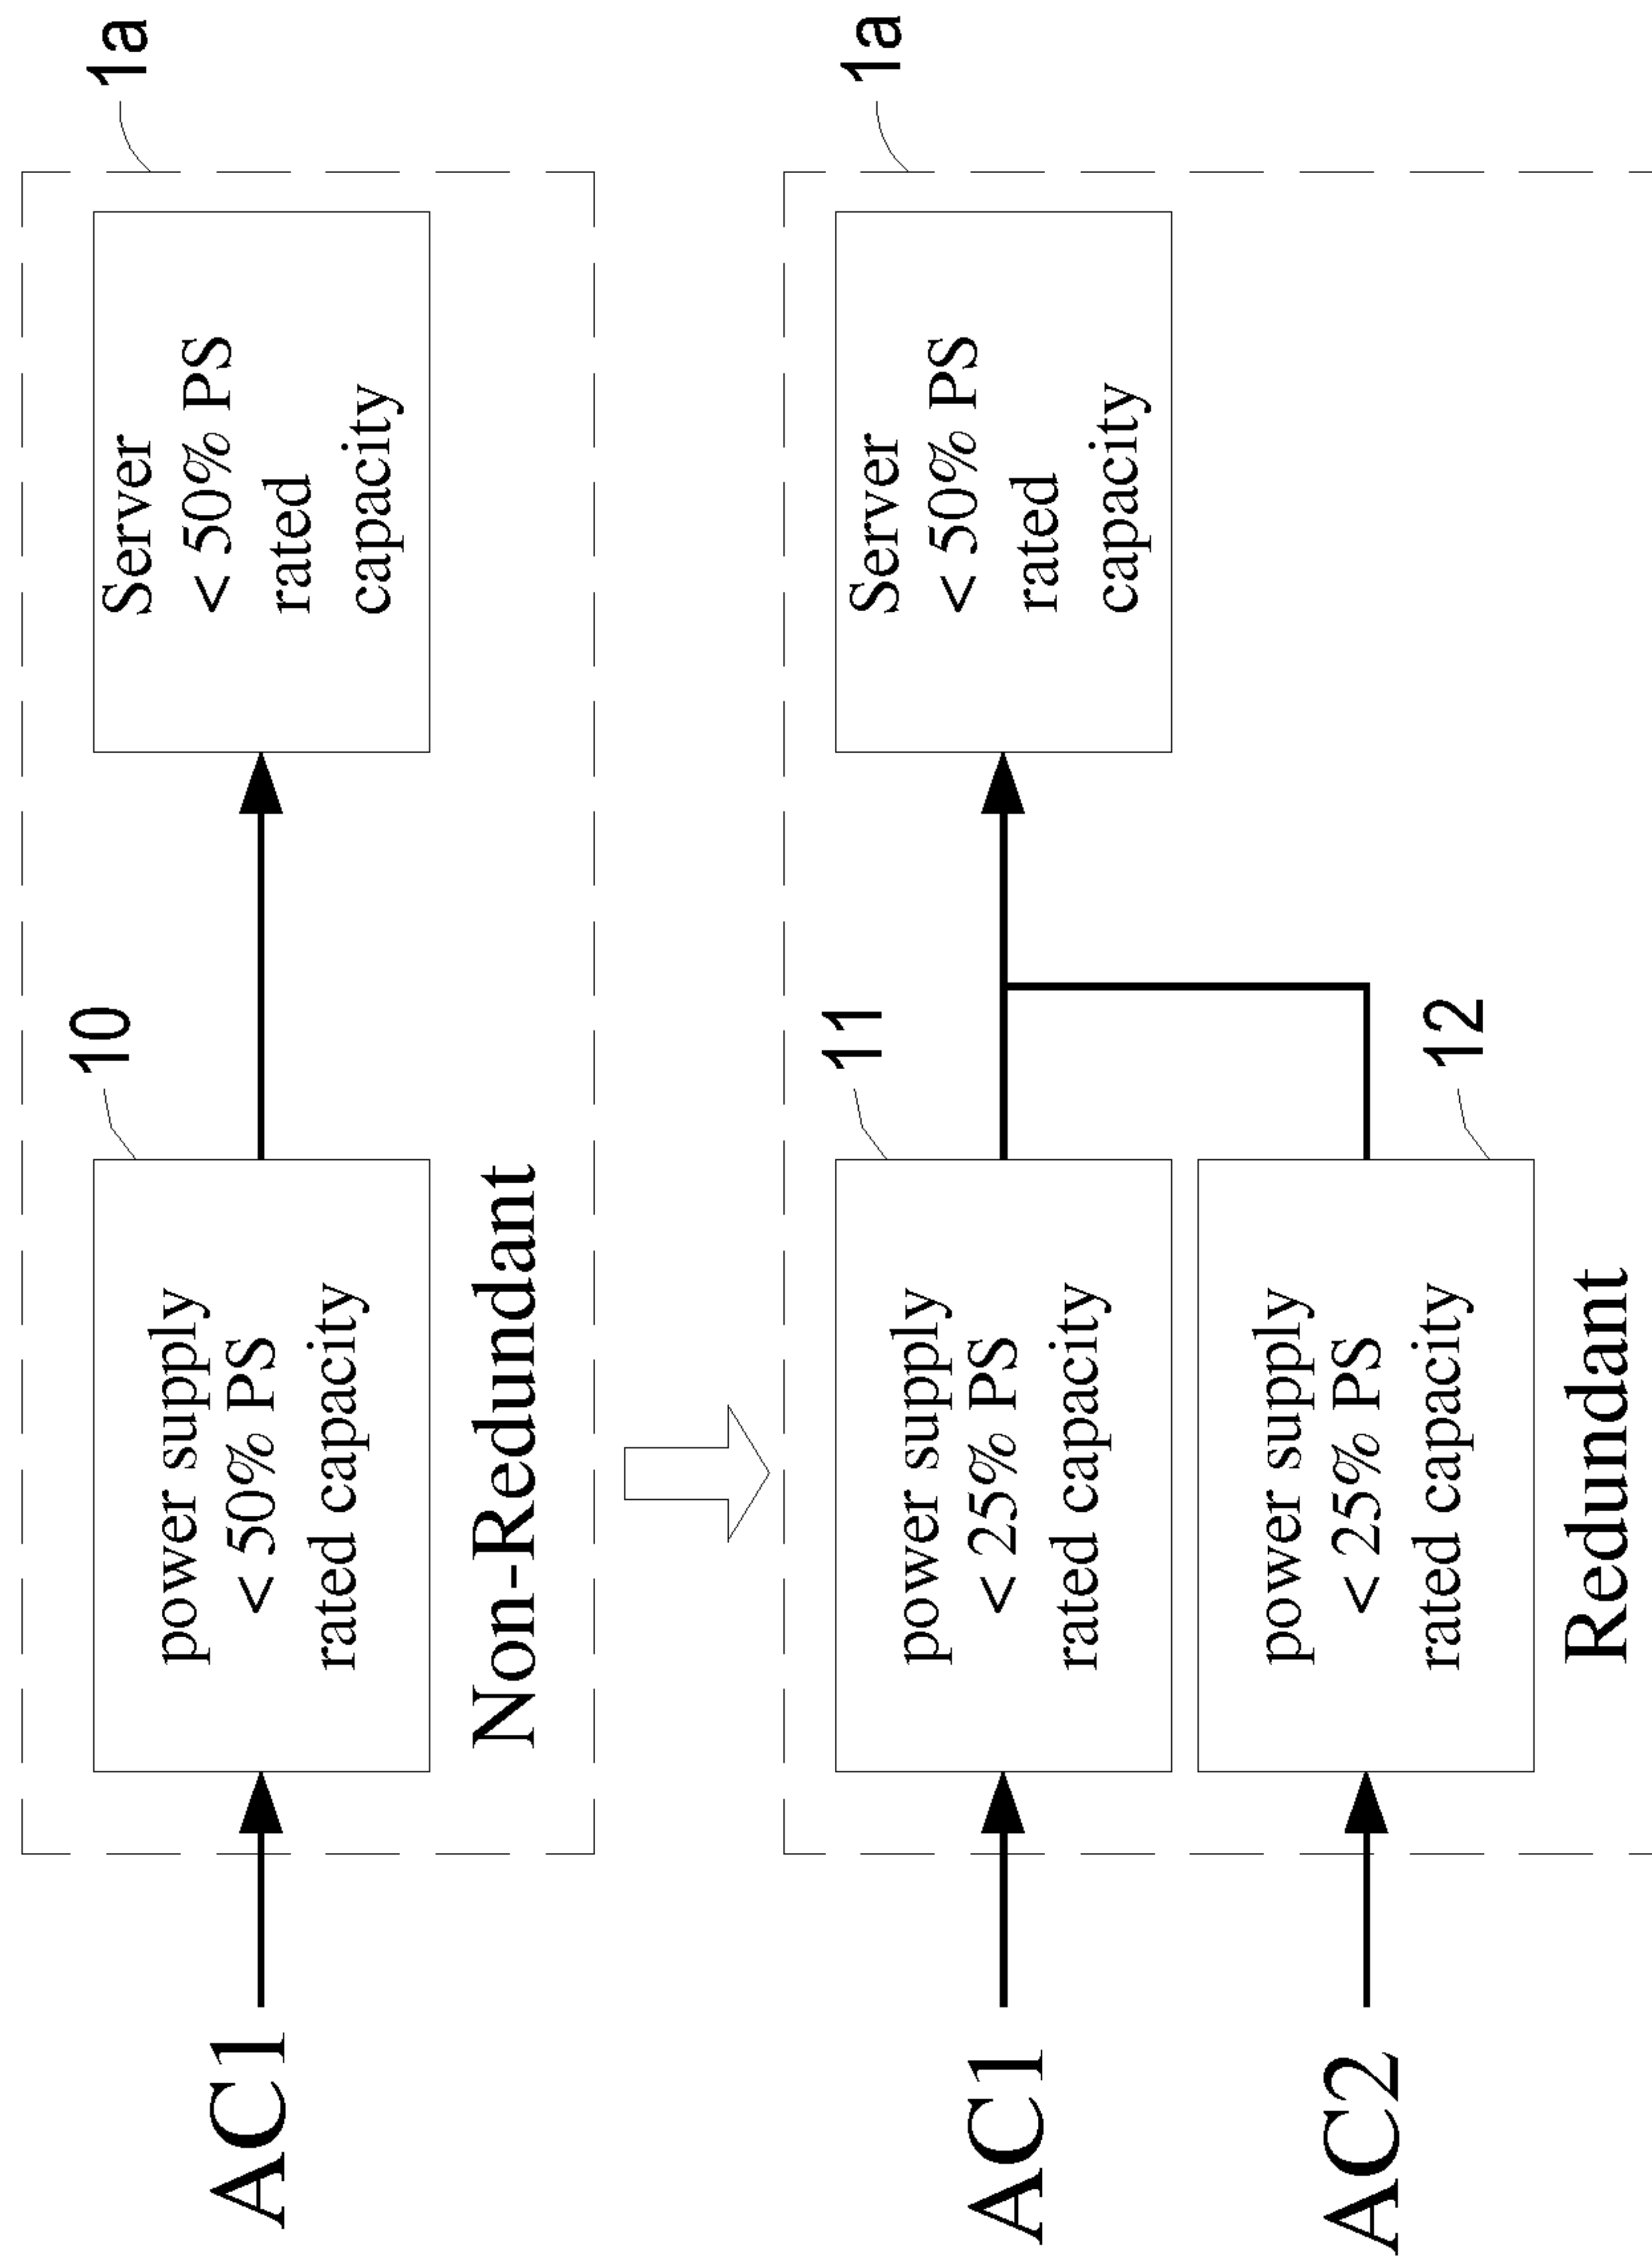 1a
10
AC1
power supply
< 50% PS
rated capacity
Server
< 50% PS
rated
capacity
Non-Redundant
1a
11
AC1
power supply
< 25% PS
rated capacity
Server
< 50% PS
rated
capacity
12
AC2
power supply
< 25% PS
rated capacity
Redundant